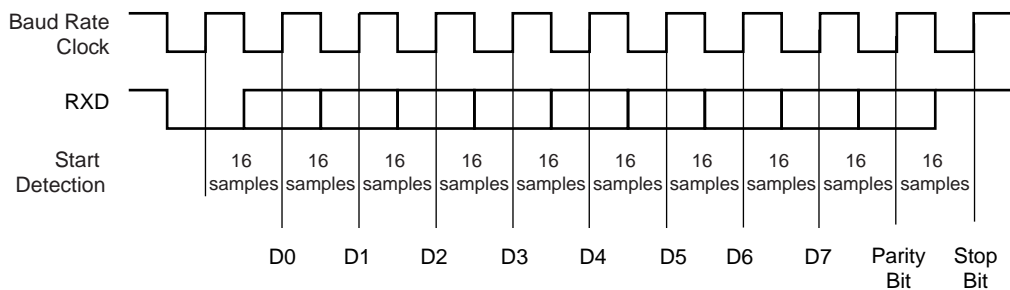 Baud Rate
Clock
RXD
Start
Detection
16 16 16 16 16 16 16 16 16 16
samples samples samples samples samples samples samples samples samples samples
D0 D1 D2 D3 D4 D5 D6 D7 Parity Stop
Bit Bit